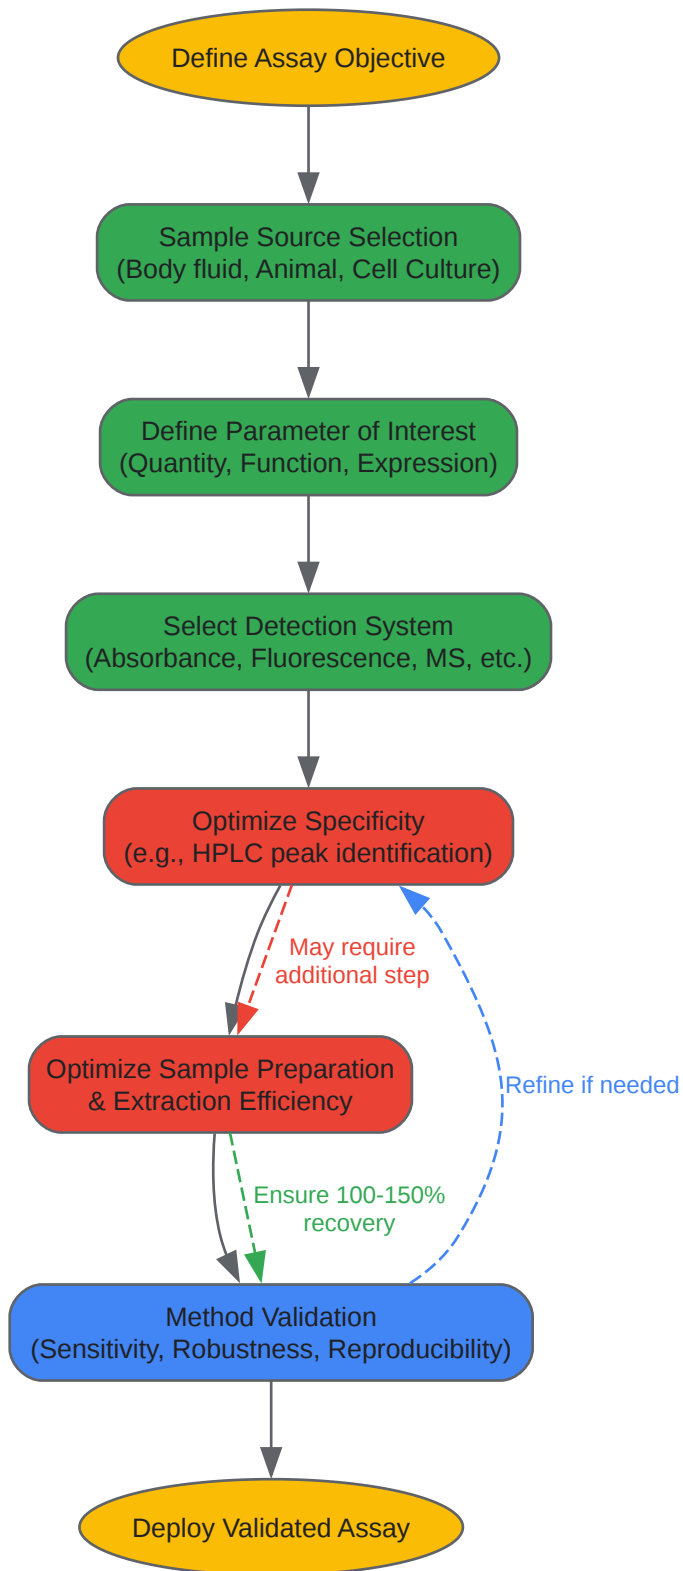 Define Assay Objective
Sample Source Selection
(Body fluid, Animal, Cell Culture)
Define Parameter of Interest
(Quantity, Function, Expression)
Select Detection System
(Absorbance, Fluorescence, MS, etc.)
Optimize Specificity
(e.g., HPLC peak identification)
May require
additional step
Optimize Sample Preparation
& Extraction Efficiency
Refine if needed
Ensure 100-150%
recovery
Method Validation
(Sensitivity, Robustness, Reproducibility)
Deploy Validated Assay